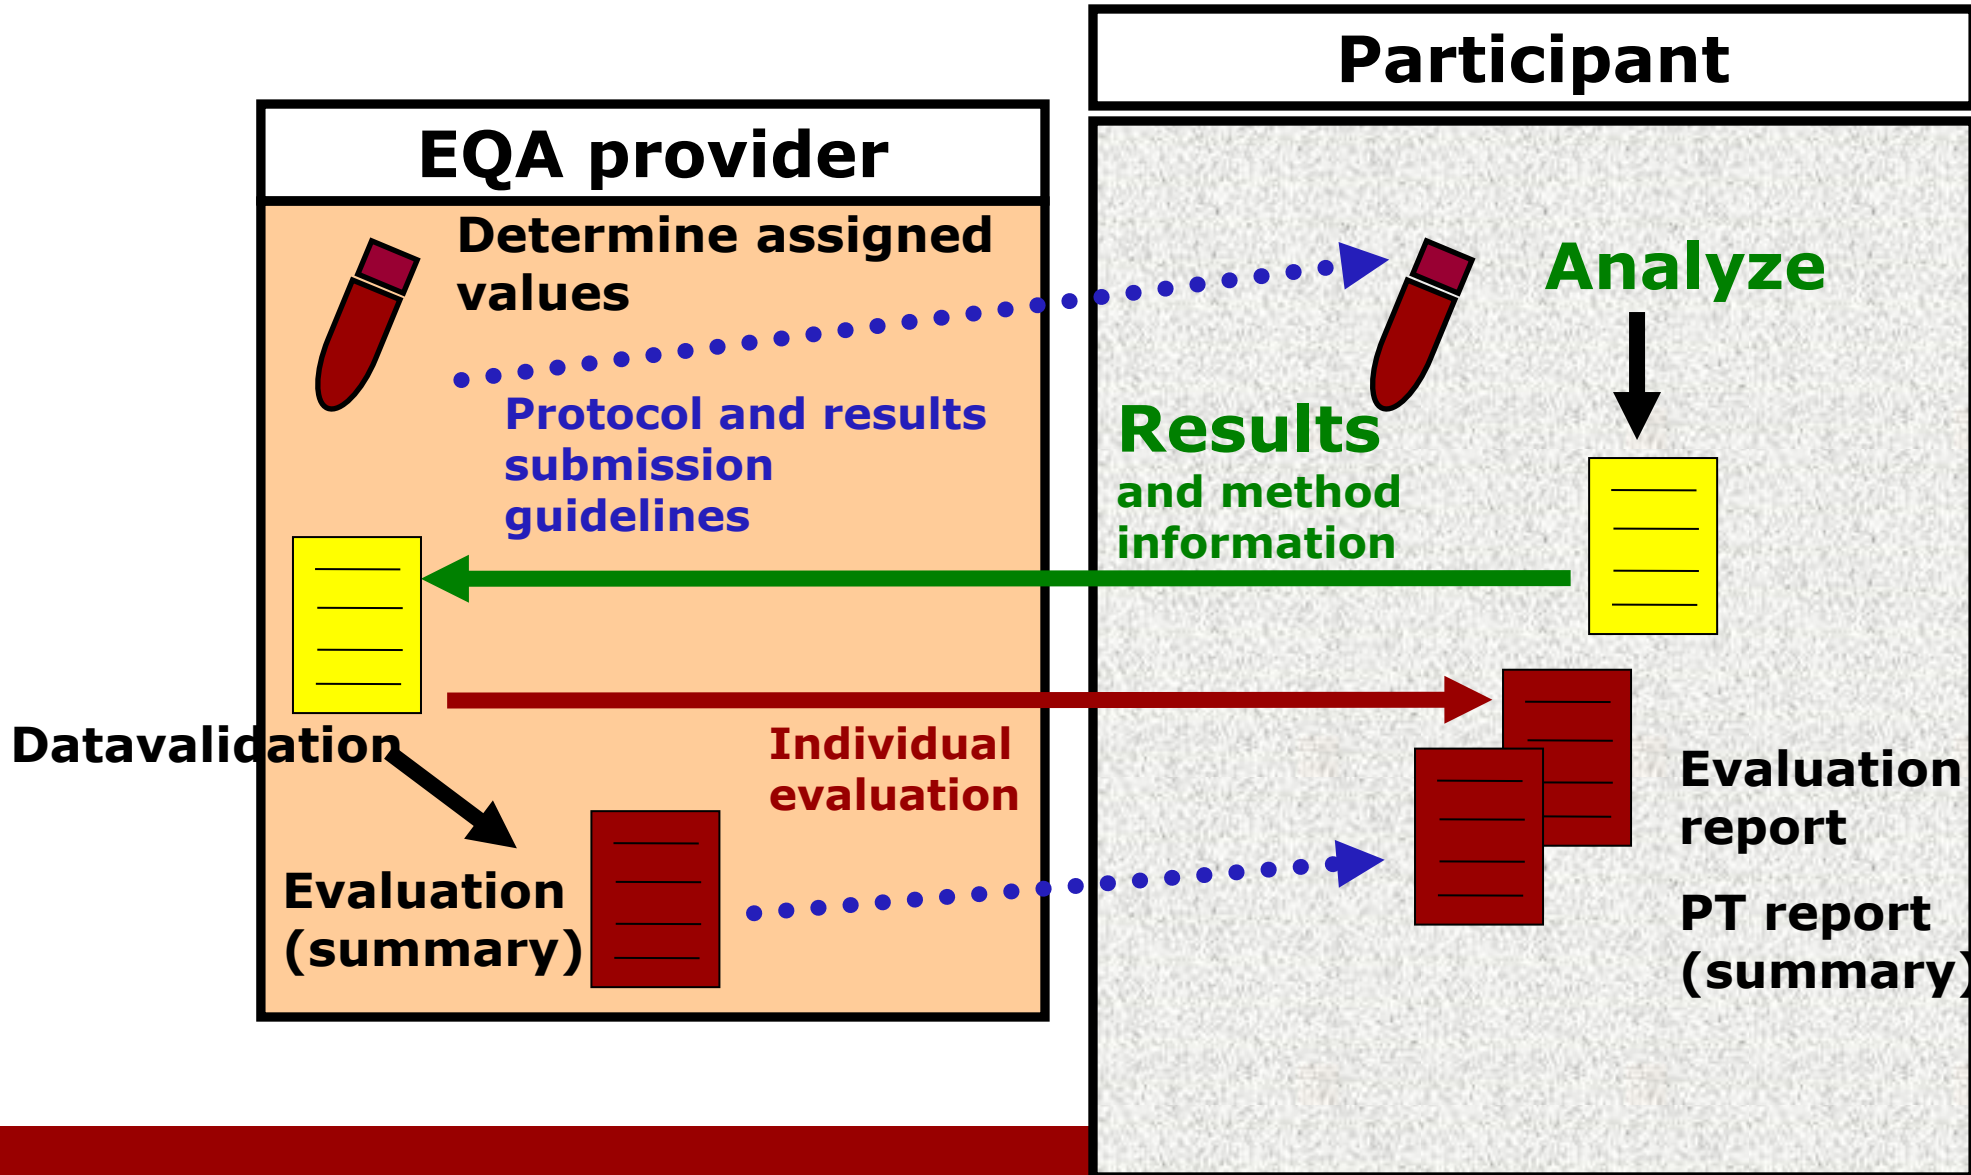 Participant
EQA provider
Determine assigned
values
Analyze
Protocol and results
submission
guidelines
Results
and method
information
Datavalidation
Individual
evaluation
Evaluation
report
Evaluation
(summary)
PT report
(summary)